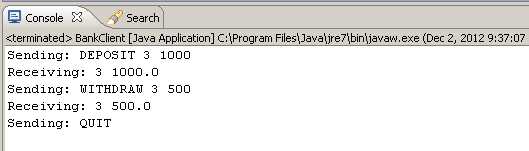 Console Search
<terminated> BankClient [Java Application] C:\Program Files\Java\jre7\bin\javaw.exe (Dec 2, 2012 9:37:07
Sending: DEPOSIT 3 1000
Receiving: 3 1000.0
Sending: WITHDRAW 3 500
Receiving: 3 500.0
Sending: QUIT